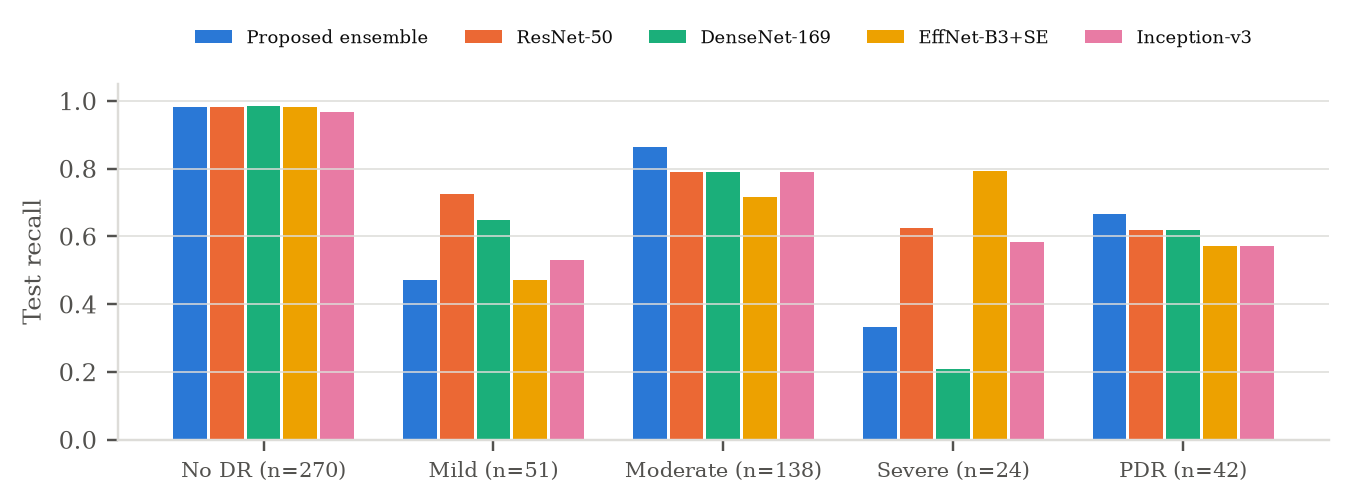 Proposed ensemble ResNet-50 DenseNet-169 EffNet-B3+SE Inception-v3
1.0
0.8
0.6
0.4
0.2
0.0
Test recall
No DR (n=270) Mild (n=51) Moderate (n=138) Severe (n=24) PDR (n=42)